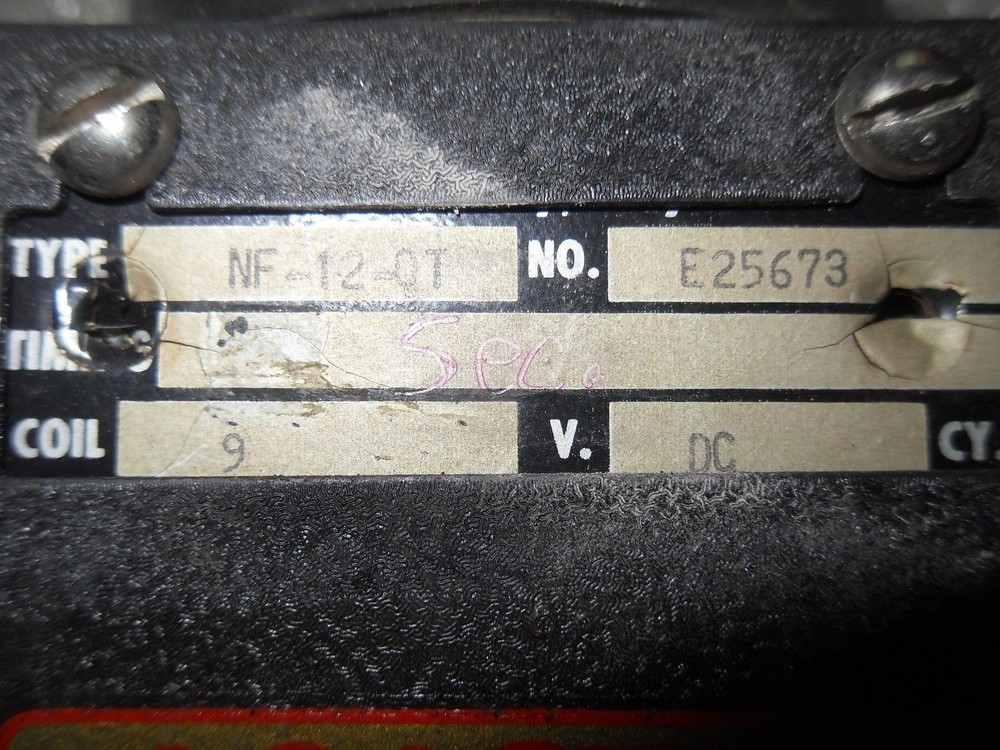 TYPE NF-12-QT NO. E25673
Sec.
COIL 9 V. DC CY.